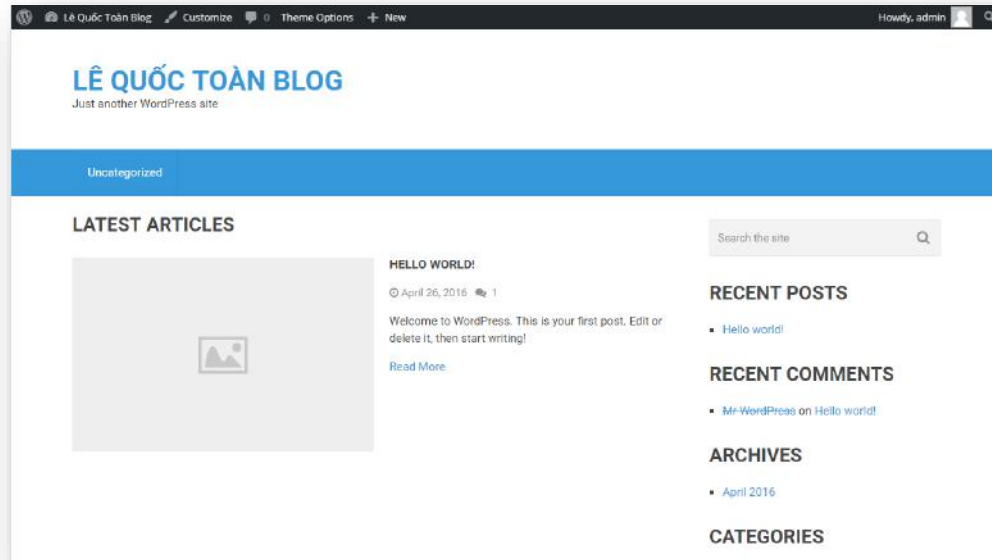 Lê Quốc Toàn Blog Customize 0 Theme Options + New Howdy, admin
LÊ QUỐC TOÀN BLOG
Just another WordPress site
Uncategorized
LATEST ARTICLES
HELLO WORLD!
April 26, 2016 1
Welcome to WordPress. This is your first post. Edit or
delete it, then start writing!
Read More
Search the site
RECENT POSTS
Hello world!
RECENT COMMENTS
Mr WordPress on Hello world!
ARCHIVES
April 2016
CATEGORIES